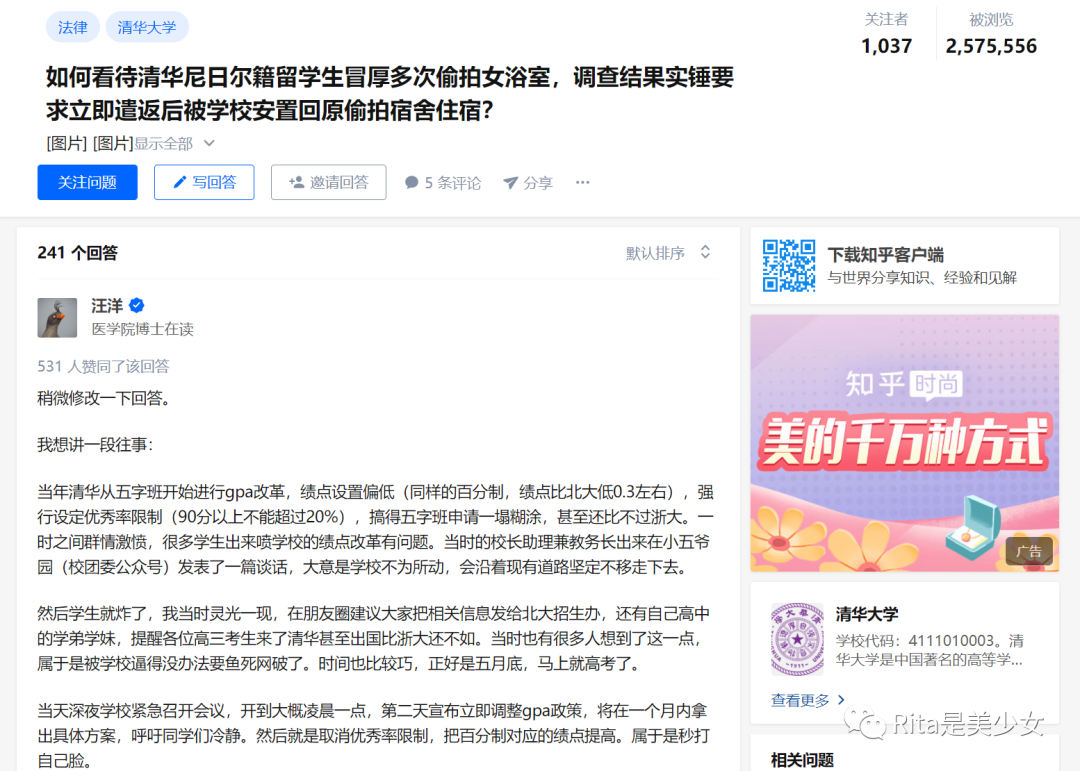 法律 清华大学
关注者 被浏览
1,037 2,575,556
如何看待清华尼日尔籍留学生冒厚多次偷拍女浴室，调查结果实锤要
求立即遣返后被学校安置回原偷拍宿舍住宿？
[图片] [图片]显示全部
关注问题 写回答 邀请回答 5 条评论 分享 ...
241 个回答 默认排序
汪洋
医学院博士在读
531 人赞同了该回答
稍微修改一下回答。
我想讲一段往事：
当年清华从五字班开始进行gpa改革，绩点设置偏低（同样的百分制，绩点比北大低0.3左右），强
行设定优秀率限制（90分以上不能超过20%），搞得五字班申请一塌糊涂，甚至还比不过浙大。一
时之间群情激愤，很多学生出来喷学校的绩点改革有问题。当时的校长助理兼教务长出来在小五爷
园（校团委公众号）发表了一篇谈话，大意是学校不为所动，会沿着现有道路坚定不移走下去。
然后学生就炸了，我当时灵光一现，在朋友圈建议大家把相关信息发给北大招生办，还有自己高中
的学弟学妹，提醒各位高三考生来了清华甚至出国比浙大还不如。当时也有很多人想到了这一点，
属于是被学校逼得没办法要鱼死网破了。时间也比较巧，正好是五月底，马上就高考了。
当天深夜学校紧急召开会议，开到大概凌晨一点，第二天宣布立即调整gpa政策，将在一个月内拿
出具体方案，呼吁同学们冷静。然后就是取消优秀率限制，把百分制对应的绩点提高。属于是秒打
自己脸。
下载知乎客户端
与世界分享知识、经验和见解
知乎 时尚
美的千万种方式
广告
清华大学
学校代码：4111010003。清
华大学是中国著名的高等学...
查看更多
Rita是美少女
相关问题